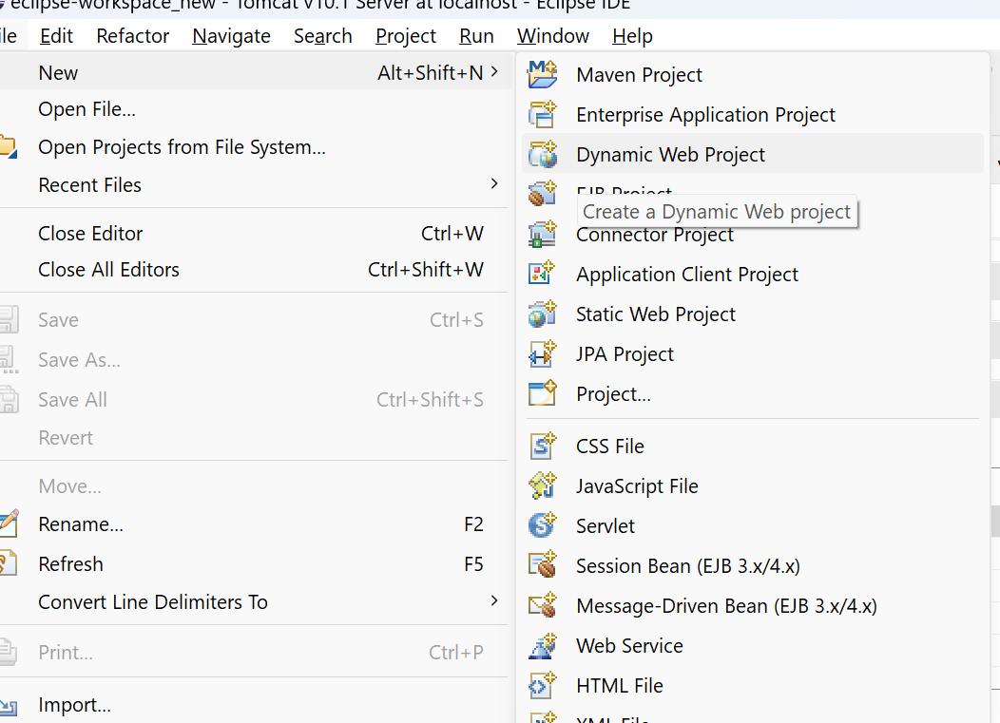 eclipse-workspace_new - Tomcat v10.1 Server at localhost - Eclipse IDE
ile Edit Refactor Navigate Search Project Run Window Help
New Alt+Shift+N
Open File...
Open Projects from File System...
Recent Files
Close Editor Ctrl+W
Close All Editors Ctrl+Shift+W
Save Ctrl+S
Save As...
Save All Ctrl+Shift+S
Revert
Move...
Rename... F2
Refresh F5
Convert Line Delimiters To
Print... Ctrl+P
Import...
Maven Project
Enterprise Application Project
Dynamic Web Project
EJB Project
Create a Dynamic Web project
Connector Project
Application Client Project
Static Web Project
JPA Project
Project...
CSS File
JavaScript File
Servlet
Session Bean (EJB 3.x/4.x)
Message-Driven Bean (EJB 3.x/4.x)
Web Service
HTML File
XML File